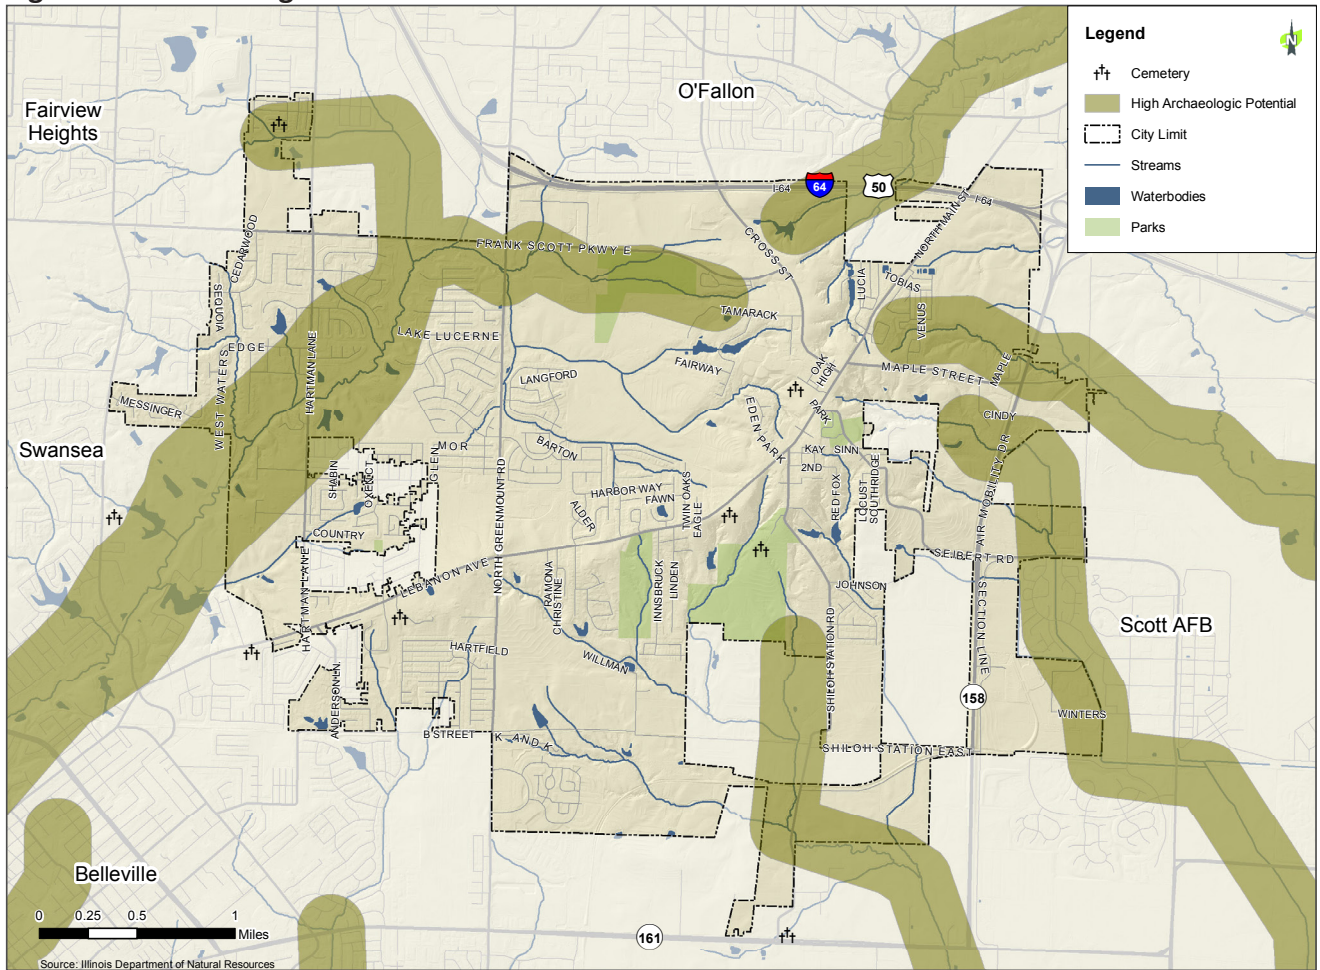 Legend
N
Cemetery
High Archaeologic Potential
City Limit
Streams
Waterbodies
Parks
O'Fallon
Fairview
Heights
64
50
I-64
I-64
NORTH MAIN ST
CROSS ST
CEDARWOOD
FRANK SCOTT PKWY E
SEQUOIA
LUCIA
TOBIAS
VENUS
TAMARACK
LAKE LUCERNE
EDGE
HARTMAN LANE
WEST WATERS
FAIRWAY
OAK
HIGH
MAPLE STREET
MAPLE
LANGFORD
MESSINGER
EDEN PARK
PARK
CINDY
Swansea
GLEN
MOR
BARTON
KAY
SINN
2ND
SHABIN
NORTH GREENMOUNT RD
HARBOR WAY
FAWN
TWIN OAKS
EAGLE
RED FOX
LOCUST
SOUTHRIDGE
AIR MOBILITY DR
ALDER
COUNTRY
SEIBERT RD
HARTMAN LANE
LEBANON AVE
RAMONA
CHRISTINE
INNSBRUCK
LINDEN
JOHNSON
SECTION LINE
Scott AFB
HARTFIELD
WILLMAN
SHILOH STATION RD
ANDERSON LN
158
WINTERS
B STREET
K AND K
SHILOH STATION EAST
Belleville
0 0.25 0.5 1
Miles
161
Source: Illinois Department of Natural Resources